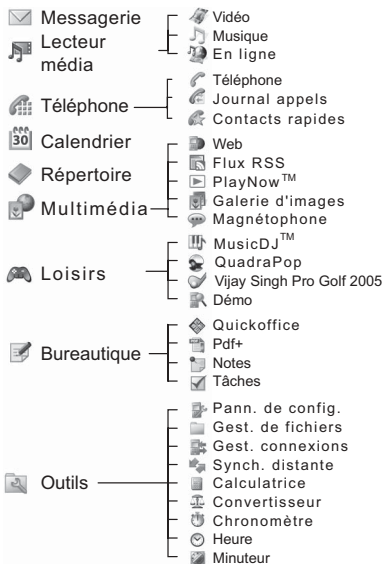 Messagerie
Lecteur
média
Vidéo
Musique
En ligne
Téléphone
Téléphone
Journal appels
Contacts rapides
30
Calendrier
Répertoire
Multimédia
Web
Flux RSS
PlayNow™
Galerie d'images
Magnétophone
Loisirs
MusicDJ™
QuadraPop
Vijay Singh Pro Golf 2005
Démo
Bureautique
Quickoffice
Pdf+
Notes
Tâches
Outils
Pann. de config.
Gest. de fichiers
Gest. connexions
Synch. distante
Calculatrice
Convertisseur
Chronomètre
Heure
Minuteur